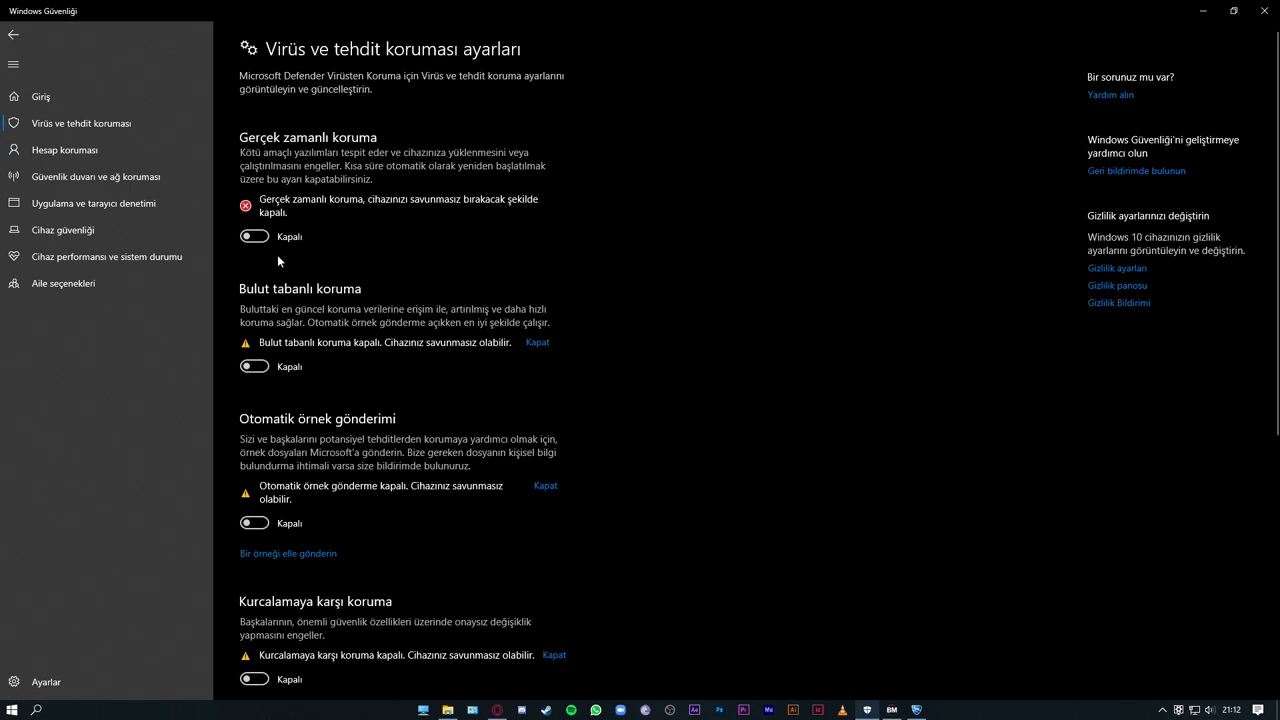 Windows Güvenliği
Giriş
Virüs ve tehdit koruması
Hesap koruması
Güvenlik duvarı ve ağ koruması
Uygulama ve tarayıcı denetimi
Cihaz güvenliği
Cihaz performansı ve sistem durumu
Aile seçenekleri
Ayarlar
Virüs ve tehdit koruması ayarları
Microsoft Defender Virüsten Koruma için Virüs ve tehdit koruma ayarlarını
görüntüleyin ve güncelleştirin.
Gerçek zamanlı koruma
Kötü amaçlı yazılımları tespit eder ve cihazınıza yüklenmesini veya
çalıştırılmasını engeller. Kısa süre otomatik olarak yeniden başlatılmak
üzere bu ayarı kapatabilirsiniz.
Gerçek zamanlı koruma, cihazınızı savunmasız bırakacak şekilde
kapalı.
Kapalı
Bulut tabanlı koruma
Buluttaki en güncel koruma verilerine erişim ile, artırılmış ve daha hızlı
koruma sağlar. Otomatik örnek gönderme açıkken en iyi şekilde çalışır.
Bulut tabanlı koruma kapalı. Cihazınız savunmasız olabilir. Kapat
Kapalı
Otomatik örnek gönderimi
Sizi ve başkalarını potansiyel tehditlerden korumaya yardımcı olmak için,
örnek dosyaları Microsoft'a gönderin. Bize gereken dosyanın kişisel bilgi
bulundurma ihtimali varsa size bildirimde bulunuruz.
Otomatik örnek gönderme kapalı. Cihazınız savunmasız Kapat
olabilir.
Kapalı
Bir örneği elle gönderin
Kurcalamaya karşı koruma
Başkalarının, önemli güvenlik özellikleri üzerinde onaysız değişiklik
yapmasını engeller.
Kurcalamaya karşı koruma kapalı. Cihazınız savunmasız olabilir. Kapat
Kapalı
Bir sorunuz mu var?
Yardım alın
Windows Güvenliği'ni geliştirmeye
yardımcı olun
Geri bildirimde bulunun
Gizlilik ayarlarınızı değiştirin
Windows 10 cihazınızın gizlilik
ayarlarını görüntüleyin ve değiştirin.
Gizlilik ayarları
Gizlilik panosu
Gizlilik Bildirimi
Ae Ps Pr Me Ai Id BM 21:12